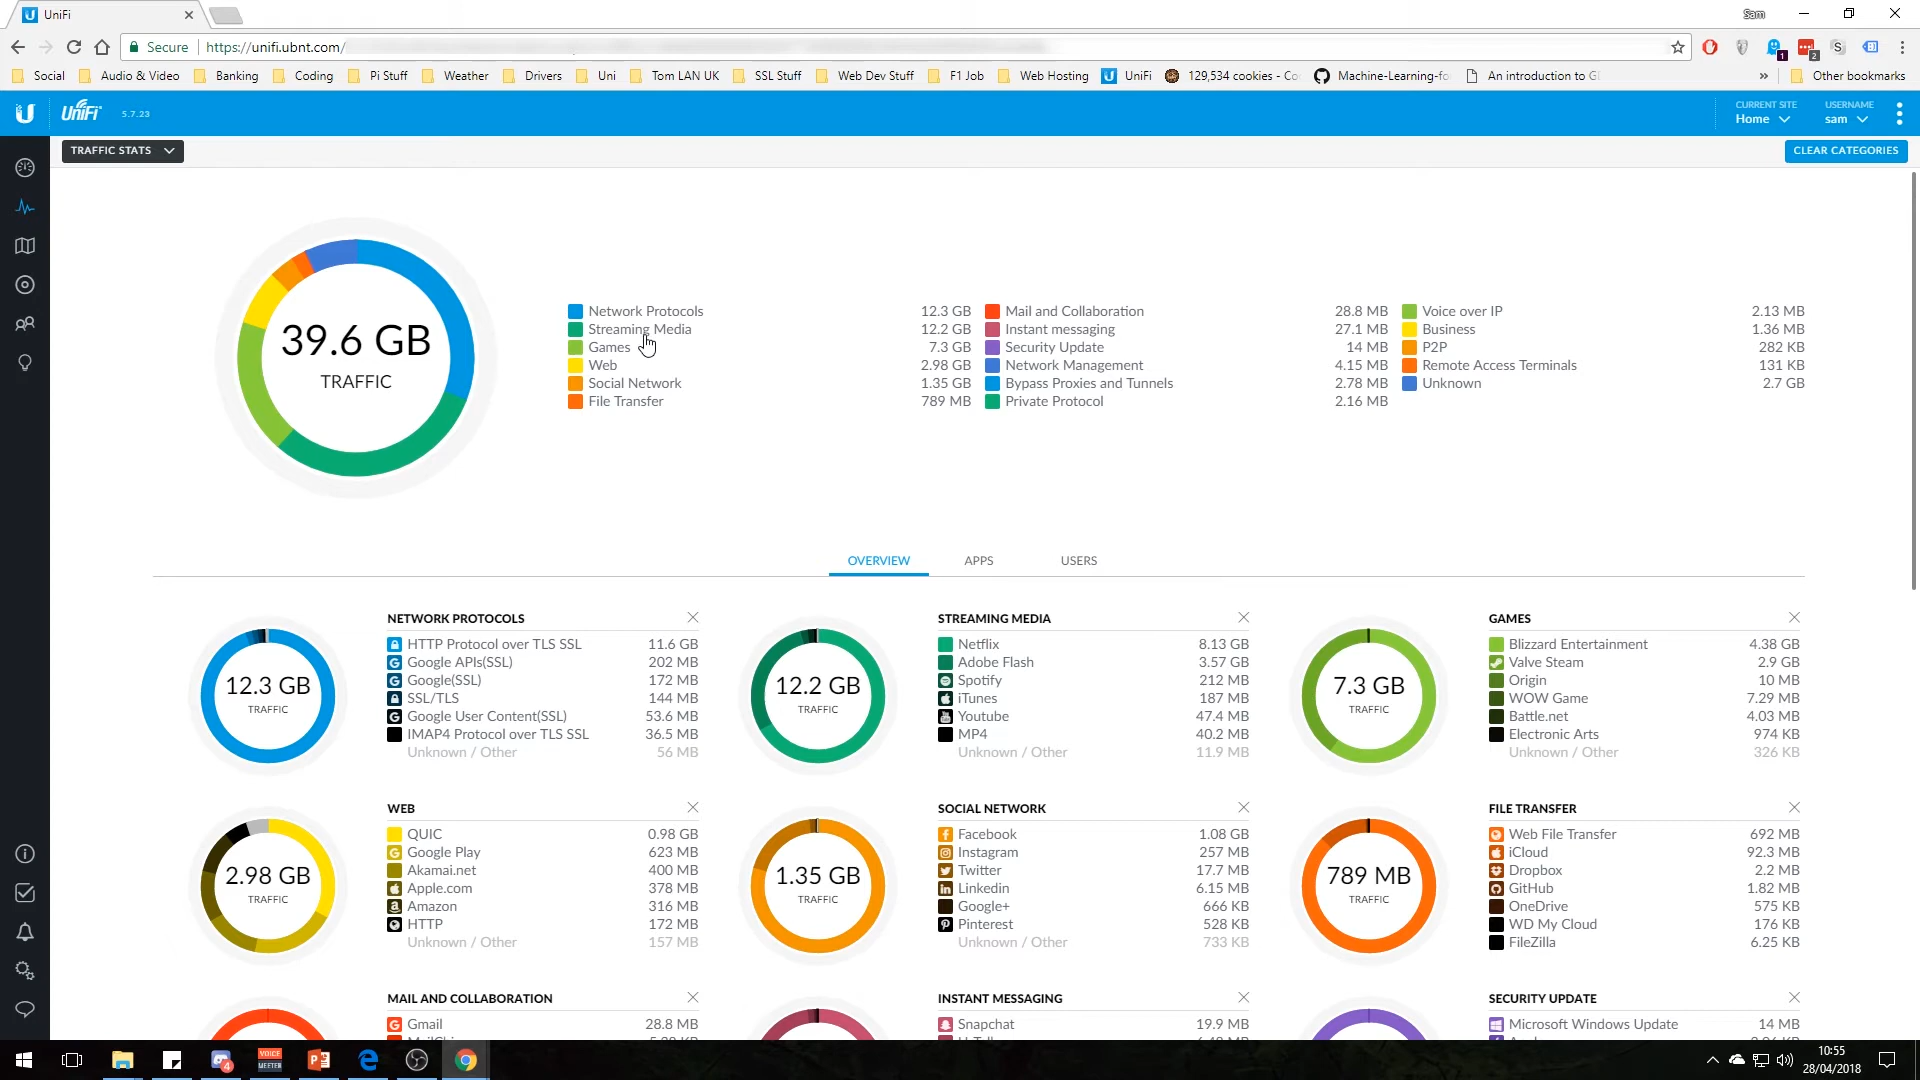 UniFi
Sam
Secure
https://unifi.ubnt.com/
Social
Audio & Video
Banking
Coding
Pi Stuff
Weather
Drivers
Uni
Tom LAN UK
SSL Stuff
Web Dev Stuff
F1 Job
Web Hosting
UniFi
129,534 cookies - Co
Machine-Learning-fo
An introduction to G
»
Other bookmarks
1
2
S
UniFi
5.7.23
CURRENT SITE
Home
USERNAME
sam
TRAFFIC STATS
CLEAR CATEGORIES
39.6 GB
TRAFFIC
Network Protocols 12.3 GB
Streaming Media 12.2 GB
Games 7.3 GB
Web 2.98 GB
Social Network 1.35 GB
File Transfer 789 MB
Mail and Collaboration 28.8 MB
Instant messaging 27.1 MB
Security Update 14 MB
Network Management 4.15 MB
Bypass Proxies and Tunnels 2.78 MB
Private Protocol 2.16 MB
Voice over IP 2.13 MB
Business 1.36 MB
P2P 282 KB
Remote Access Terminals 131 KB
Unknown 2.7 GB
OVERVIEW
APPS
USERS
12.3 GB
TRAFFIC
NETWORK PROTOCOLS
HTTP Protocol over TLS SSL 11.6 GB
Google APIs(SSL) 202 MB
Google(SSL) 172 MB
SSL/TLS 144 MB
Google User Content(SSL) 53.6 MB
IMAP4 Protocol over TLS SSL 36.5 MB
Unknown / Other 56 MB
12.2 GB
TRAFFIC
STREAMING MEDIA
Netflix 8.13 GB
Adobe Flash 3.57 GB
Spotify 212 MB
iTunes 187 MB
Youtube 47.4 MB
MP4 40.2 MB
Unknown / Other 11.9 MB
7.3 GB
TRAFFIC
GAMES
Blizzard Entertainment 4.38 GB
Valve Steam 2.9 GB
Origin 10 MB
WOW Game 7.29 MB
Battle.net 4.03 MB
Electronic Arts 974 KB
Unknown / Other 326 KB
2.98 GB
TRAFFIC
WEB
QUIC 0.98 GB
Google Play 623 MB
Akamai.net 400 MB
Apple.com 378 MB
Amazon 316 MB
HTTP 172 MB
Unknown / Other 157 MB
1.35 GB
TRAFFIC
SOCIAL NETWORK
Facebook 1.08 GB
Instagram 257 MB
Twitter 17.7 MB
Linkedin 6.15 MB
Google+ 666 KB
Pinterest 528 KB
Unknown / Other 733 KB
789 MB
TRAFFIC
FILE TRANSFER
Web File Transfer 692 MB
iCloud 92.3 MB
Dropbox 2.2 MB
GitHub 1.82 MB
OneDrive 575 KB
WD My Cloud 176 KB
FileZilla 6.25 KB
MAIL AND COLLABORATION
Gmail 28.8 MB
INSTANT MESSAGING
Snapchat 19.9 MB
SECURITY UPDATE
Microsoft Windows Update 14 MB
4
VOICE
MEETER
10:55
28/04/2018